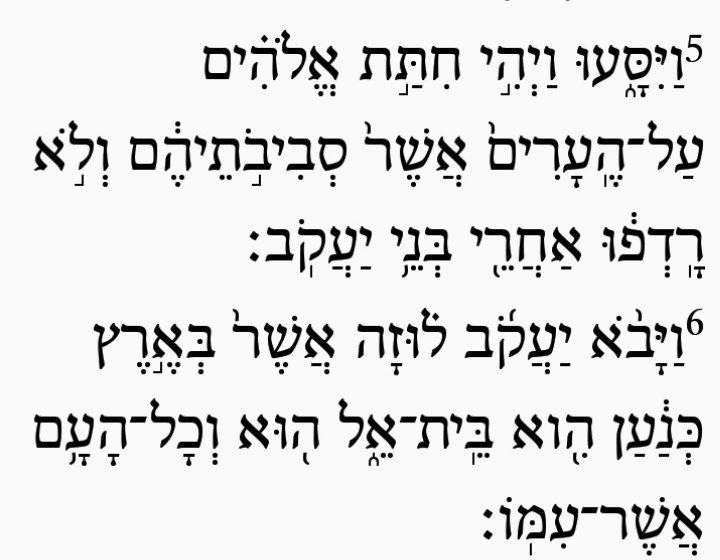 5וַיִּסָּ֑עוּ וַיְהִ֣י חִתַּ֣ת אֱלֹהִ֗ים
עַל־הֶֽעָרִים֙ אֲשֶׁר֙ סְבִיבֹ֣תֵיהֶ֔ם וְלֹ֣א
רָֽדְפ֔וּ אַחֲרֵ֖י בְּנֵ֥י יַעֲקֹֽב׃
6וַיָּבֹ֨א יַעֲקֹ֜ב ל֗וּזָה אֲשֶׁר֙ בְּאֶ֣רֶץ
כְּנַ֔עַן הִ֖וא בֵּֽית־אֵ֑ל ה֖וּא וְכָל־הָעָ֥ם
אֲשֶׁר־עִמּֽוֹ׃